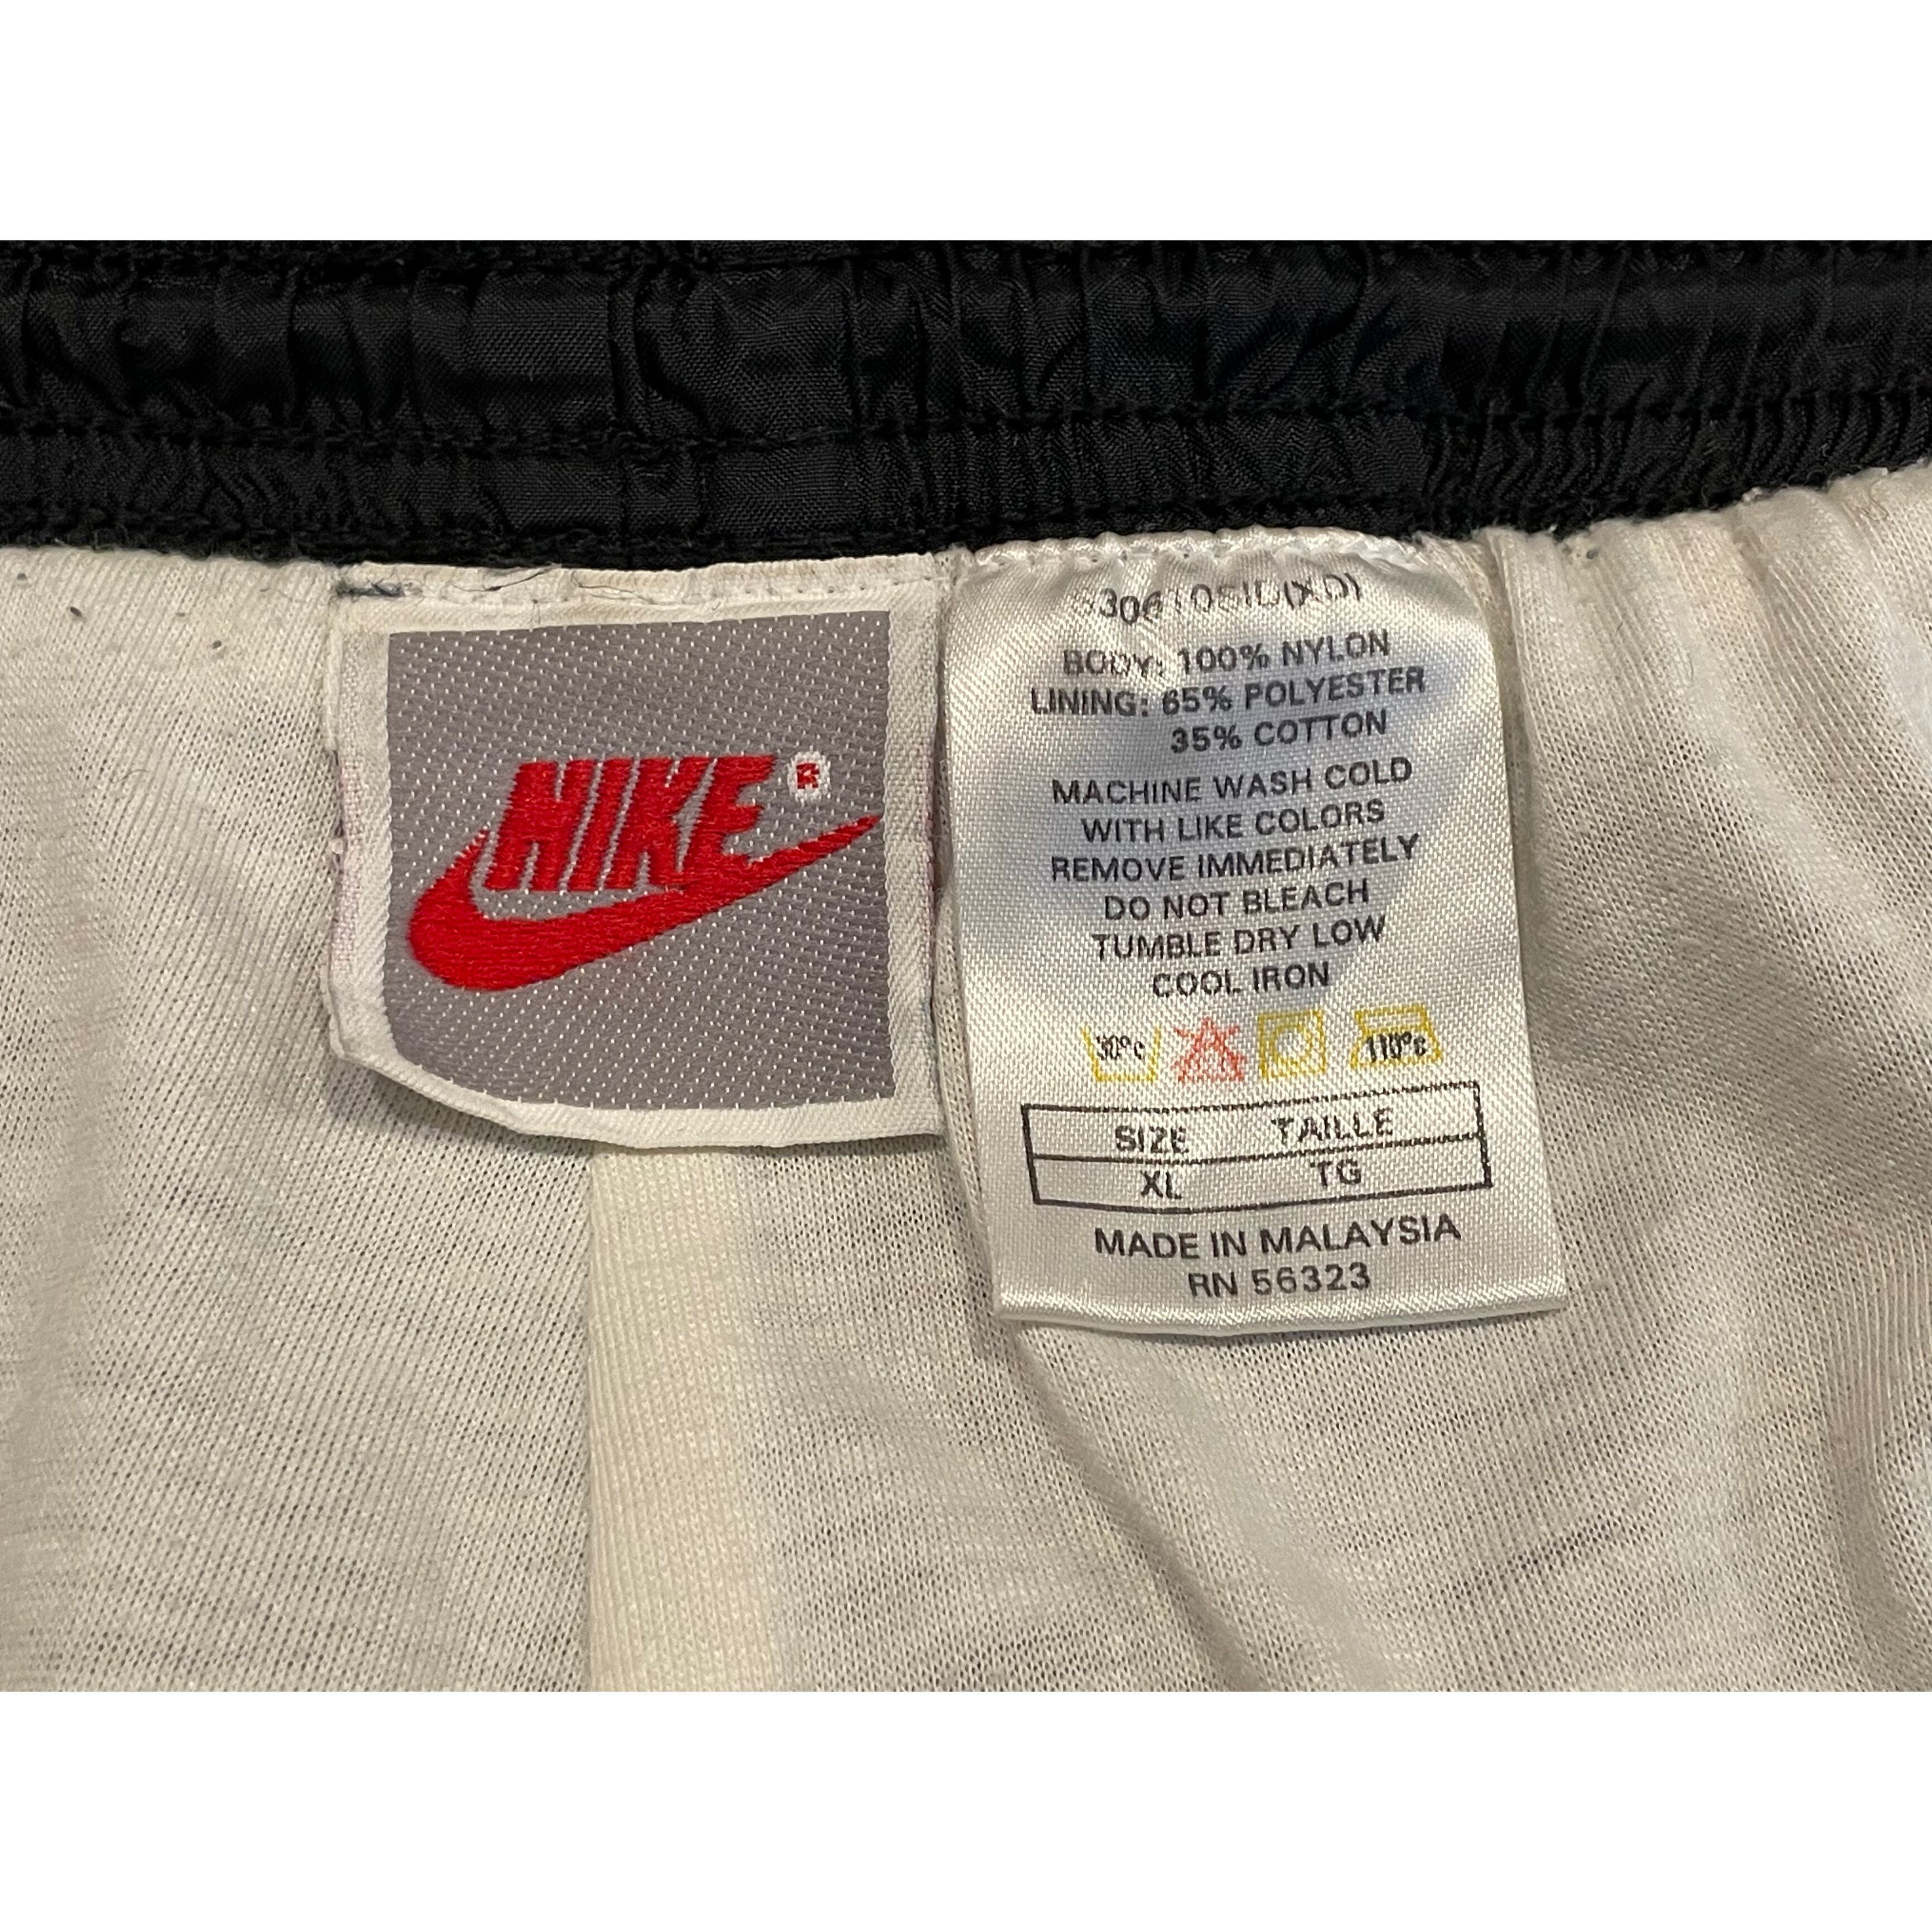 NIKE®
BODY: 100% NYLON
LINING: 65% POLYESTER
35% COTTON
MACHINE WASH COLD
WITH LIKE COLORS
REMOVE IMMEDIATELY
DO NOT BLEACH
TUMBLE DRY LOW
COOL IRON
30°c 110°c
SIZE TAILLE
XL TG
MADE IN MALAYSIA
RN 56323